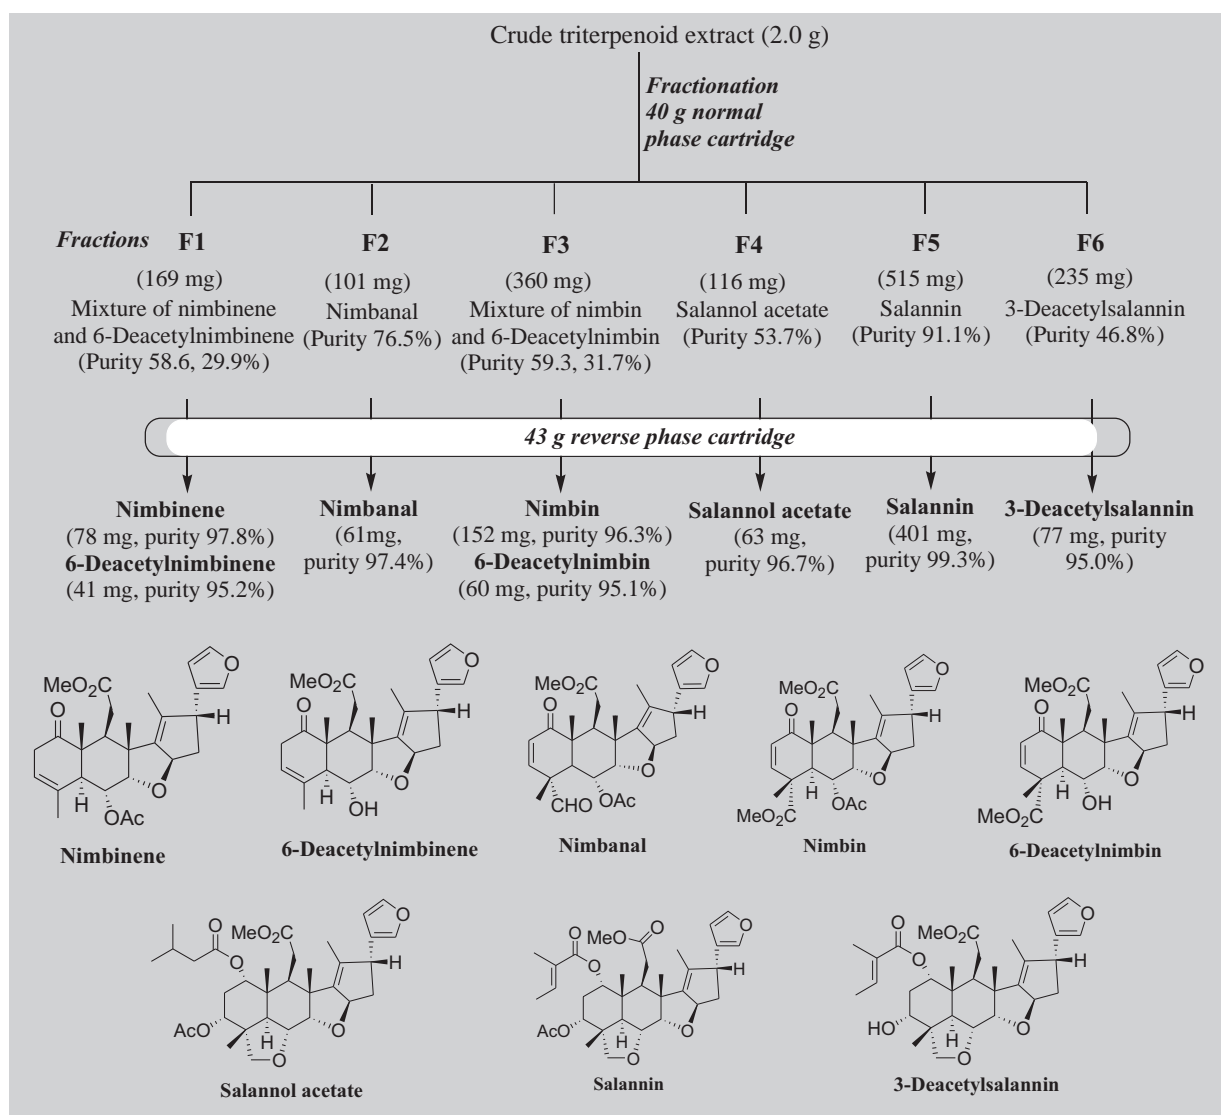 Crude triterpenoid extract (2.0 g)
Fractionation
40 g normal
phase cartridge
Fractions
F1
(169 mg)
Mixture of nimbinene
and 6-Deacetylnimbinene
(Purity 58.6, 29.9%)
F2
(101 mg)
Nimbanal
(Purity 76.5%)
F3
(360 mg)
Mixture of nimbin
and 6-Deacetylnimbin
(Purity 59.3, 31.7%)
F4
(116 mg)
Salannol acetate
(Purity 53.7%)
F5
(515 mg)
Salannin
(Purity 91.1%)
F6
(235 mg)
3-Deacetylsalannin
(Purity 46.8%)
43 g reverse phase cartridge
Nimbinene
(78 mg, purity 97.8%)
6-Deacetylnimbinene
(41 mg, purity 95.2%)
Nimbanal
(61mg,
purity 97.4%)
Nimbin
(152 mg, purity 96.3%)
6-Deacetylnimbin
(60 mg, purity 95.1%)
Salannol acetate
(63 mg,
purity 96.7%)
Salannin
(401 mg,
purity 99.3%)
3-Deacetylsalannin
(77 mg, purity
95.0%)
MeO2C
O
O
H
O
H
OAc
Nimbinene
MeO2C
O
O
H
O
H
OH
6-Deacetylnimbinene
MeO2C
O
O
H
O
CHO
OAc
Nimbanal
MeO2C
O
O
H
O
H
OAc
MeO2C
Nimbin
MeO2C
O
O
H
O
H
OH
MeO2C
6-Deacetylnimbin
O
MeO2C
O
O
H
AcO
H
O
O
Salannol acetate
O
MeO
O
O
O
H
AcO
H
O
O
Salannin
O
MeO2C
O
O
H
HO
H
O
O
3-Deacetylsalannin